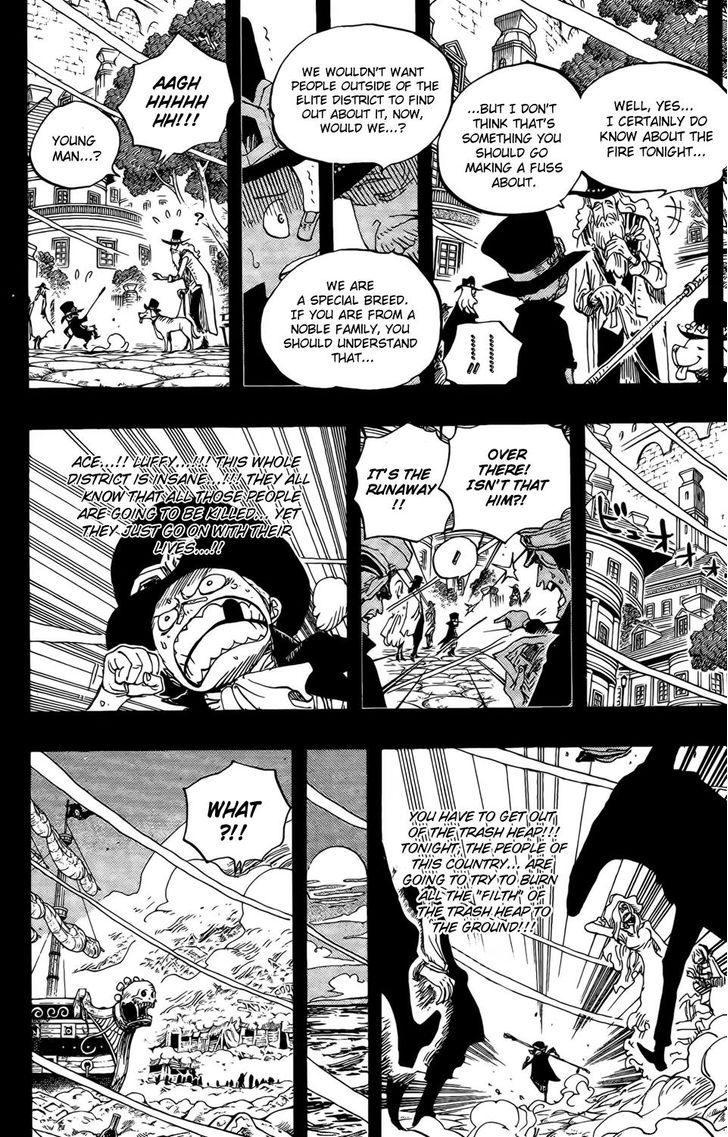 WELL, YES...
I CERTAINLY DO
KNOW ABOUT THE
FIRE TONIGHT...
...BUT I DON'T
THINK THAT'S
SOMETHING YOU
SHOULD GO
MAKING A FUSS
ABOUT.
!!
!!
WE WOULDN'T WANT
PEOPLE OUTSIDE OF THE
ELITE DISTRICT TO FIND
OUT ABOUT IT, NOW,
WOULD WE...?
WE ARE
A SPECIAL BREED.
IF YOU ARE FROM A
NOBLE FAMILY, YOU
SHOULD UNDERSTAND
THAT...
AAGH
HHHHH
HH!!!
YOUNG
MAN...?
?
OVER
THERE!
ISN'T THAT
HIM?!
IT'S THE
RUNAWAY
!!
ACE...!! LUFFY...!!! THIS WHOLE
DISTRICT IS INSANE...!!! THEY ALL
KNOW THAT ALL THOSE PEOPLE
ARE GOING TO BE KILLED... YET
THEY JUST GO ON WITH THEIR
LIVES...!!
YOU HAVE TO GET OUT
OF THE TRASH HEAP!!!
TONIGHT, THE PEOPLE OF
THIS COUNTRY... ARE
GOING TO TRY TO BURN
ALL THE "FILTH" OF
THE TRASH HEAP TO
THE GROUND!!!
WHAT
?!!